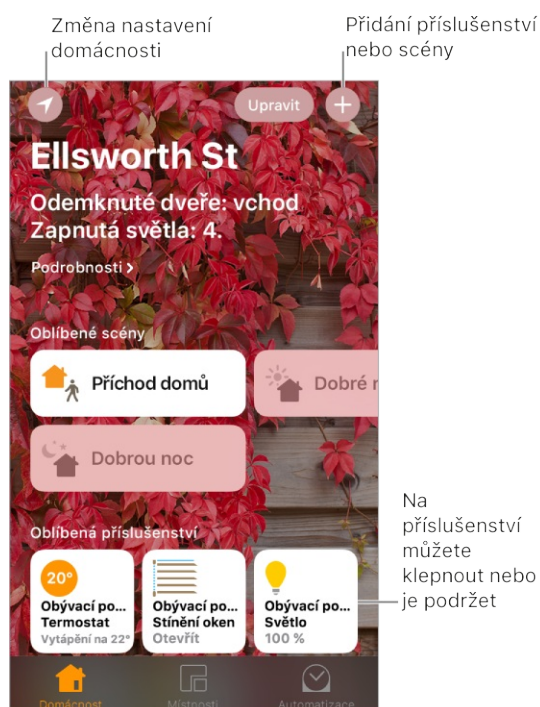 Změna nastavení
domácnosti
Přidání příslušenství
nebo scény
Upravit
Ellsworth St
Odemknuté dveře: vchod
Zapnutá světla: 4.
Podrobnosti >
Oblíbené scény
Příchod domů
Dobré r
Dobrou noc
Oblíbená příslušenství
20°
Obývací po...
Termostat
Vytápění na 22°
Obývací po...
Stínění oken
Otevřít
Obývací po...
Světlo
100 %
Na
příslušenství
můžete
klepnout nebo
je podržet
Domácnost
Místnosti
Automatizace